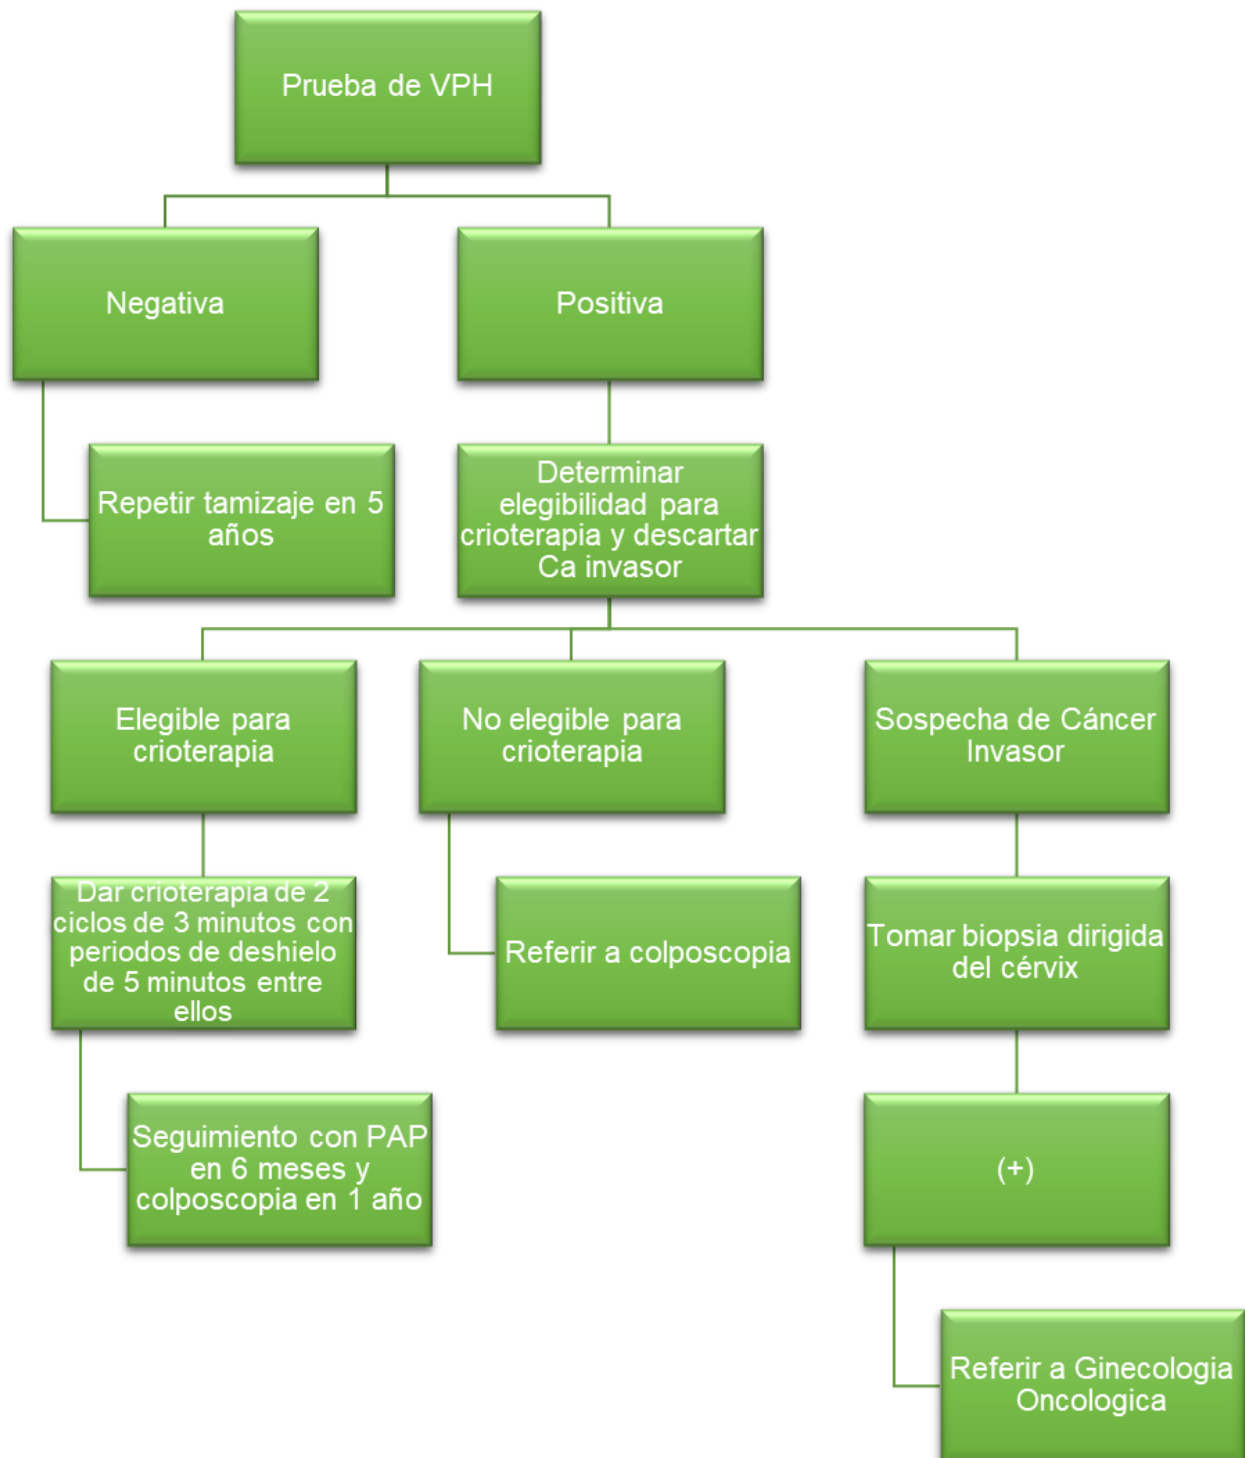 Prueba de VPH
Negativa
Positiva
Repetir tamizaje en 5
años
Determinar
elegibilidad para
crioterapia y descartar
Ca invasor
Elegible para
crioterapia
No elegible para
crioterapia
Sospecha de Cáncer
Invasor
Dar crioterapia de 2
ciclos de 3 minutos con
periodos de deshielo
de 5 minutos entre
ellos
Referir a colposcopia
Tomar biopsia dirigida
del cérvix
Seguimiento con PAP
en 6 meses y
colposcopia en 1 año
(+)
Referir a Ginecologia
Oncologica